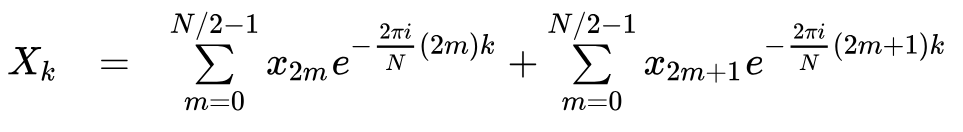 $$X_k = \sum_{m=0}^{N/2-1} x_{2m} e^{-\frac{2\pi i}{N}(2m)k} + \sum_{m=0}^{N/2-1} x_{2m+1} e^{-\frac{2\pi i}{N}(2m+1)k}$$